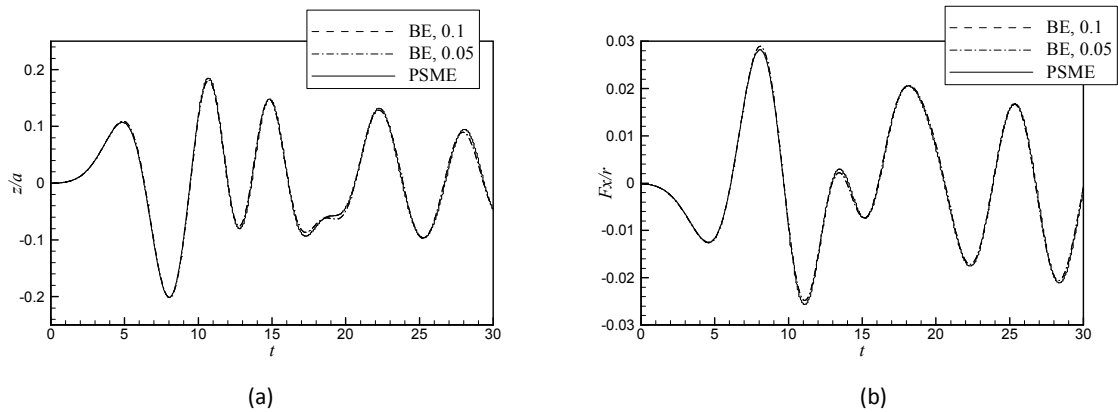 BE, 0.1
BE, 0.05
PSME
0.2
0.1
0
-0.1
-0.2
z/a
0 5 10 15 20 25 30
t
(a)
BE, 0.1
BE, 0.05
PSME
0.03
0.02
0.01
0
-0.01
-0.02
-0.03
Fx/r
0 5 10 15 20 25 30
t
(b)